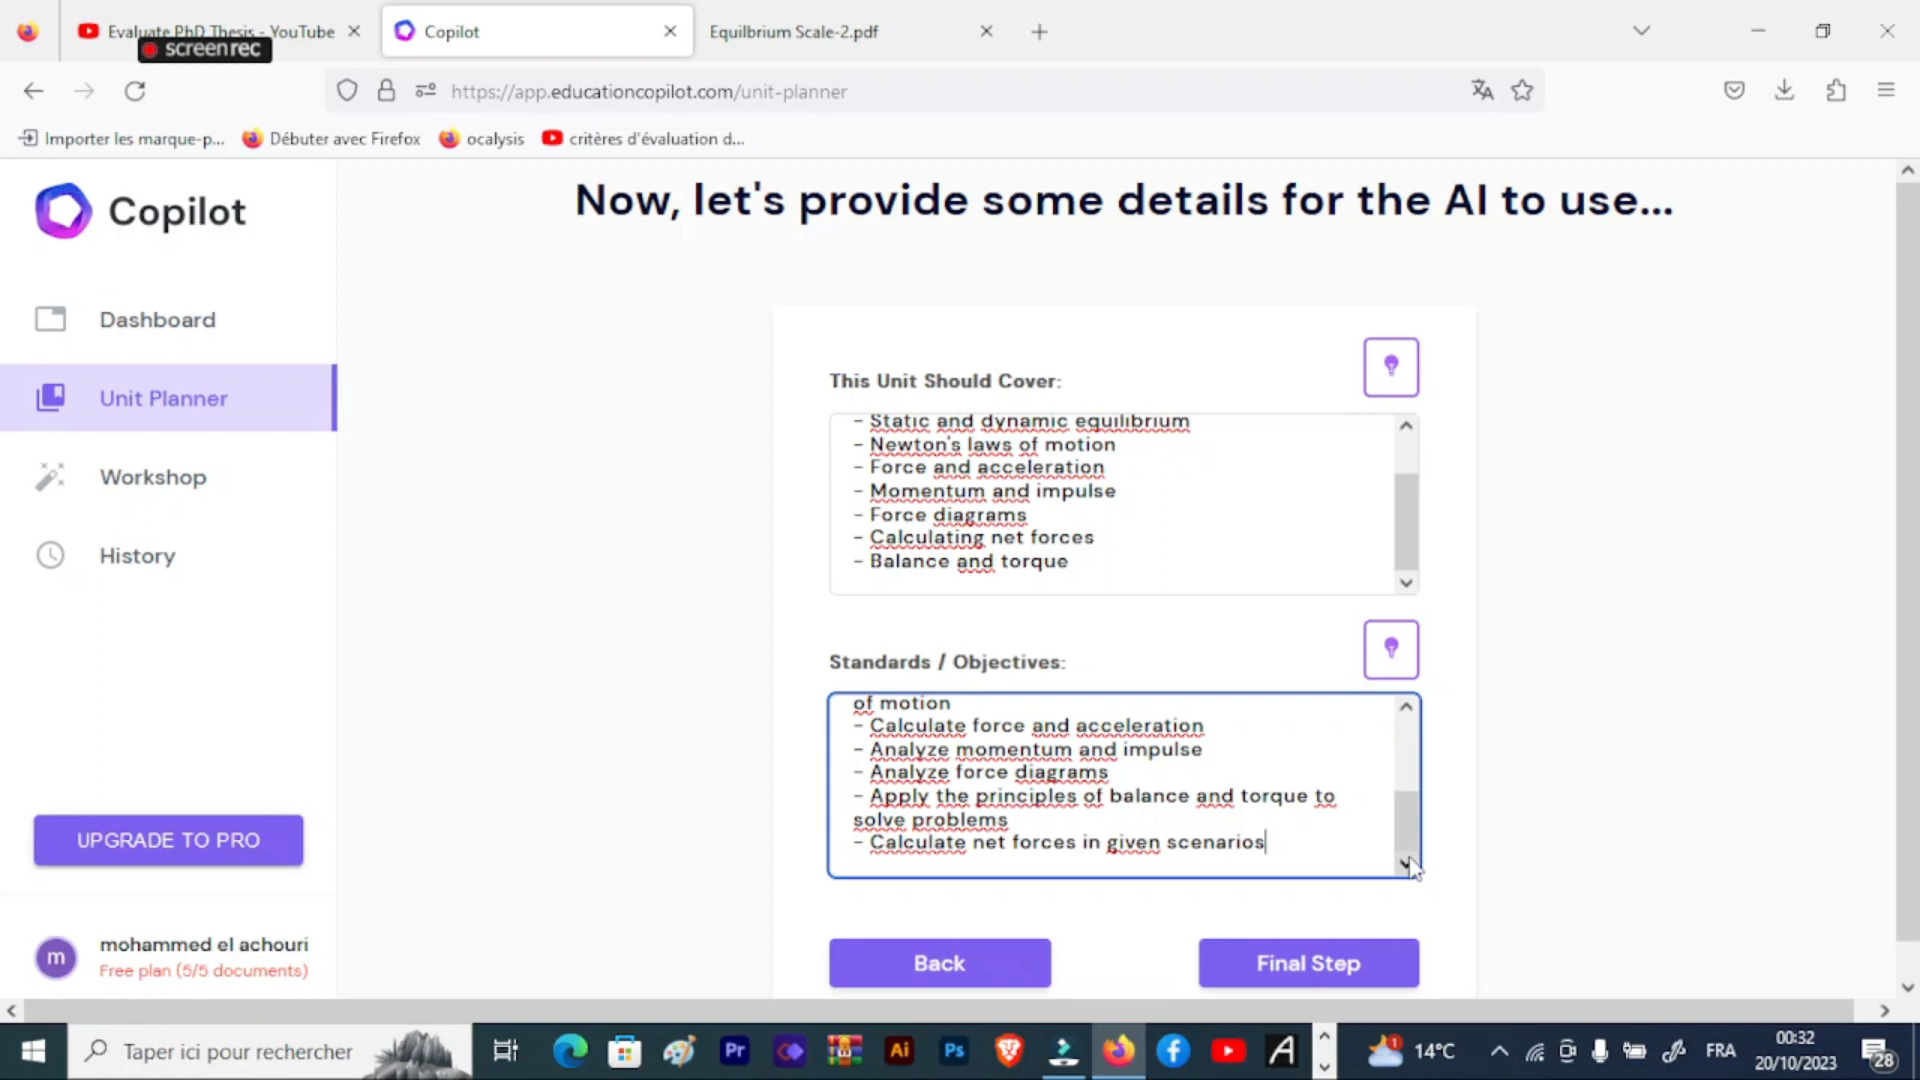 Evaluate PhD Thesis - YouTube
Copilot
Equilbrium Scale-2.pdf
screenrec
https://app.educationcopilot.com/unit-planner
Importer les marque-p...
Débuter avec Firefox
ocalysis
critères d'évaluation d...
Copilot
Now, let's provide some details for the AI to use...
Dashboard
Unit Planner
Workshop
History
This Unit Should Cover:
- Static and dynamic equilibrium
- Newton's laws of motion
- Force and acceleration
- Momentum and impulse
- Force diagrams
- Calculating net forces
- Balance and torque
Standards / Objectives:
of motion
- Calculate force and acceleration
- Analyze momentum and impulse
- Analyze force diagrams
- Apply the principles of balance and torque to
solve problems
- Calculate net forces in given scenarios
Back
Final Step
UPGRADE TO PRO
m
mohammed el achouri
Free plan (5/5 documents)
Taper ici pour rechercher
Pr
Ai
Ps
1
14°C
FRA
00:32
20/10/2023
28